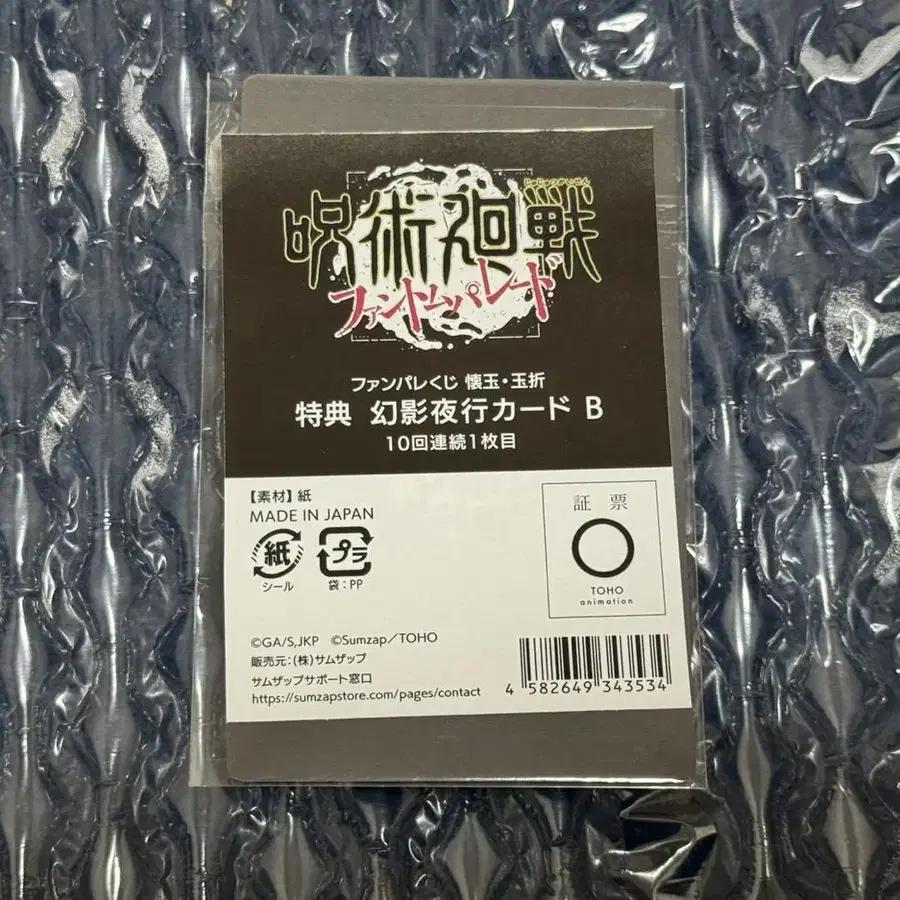 じゅじゅつかいせん
呪術廻戦
ファントムパレード
ファンパレくじ 懐玉・玉折
特典 幻影夜行カード B
10回連続1枚目
【素材】紙
MADE IN JAPAN
紙
シール
プラ
袋:PP
証票
TOHO
animation
©GA/S,JKP ©Sumzap/TOHO
販売元:(株)サムザップ
サムザップサポート窓口
https://sumzapstore.com/pages/contact
4 582649 343534